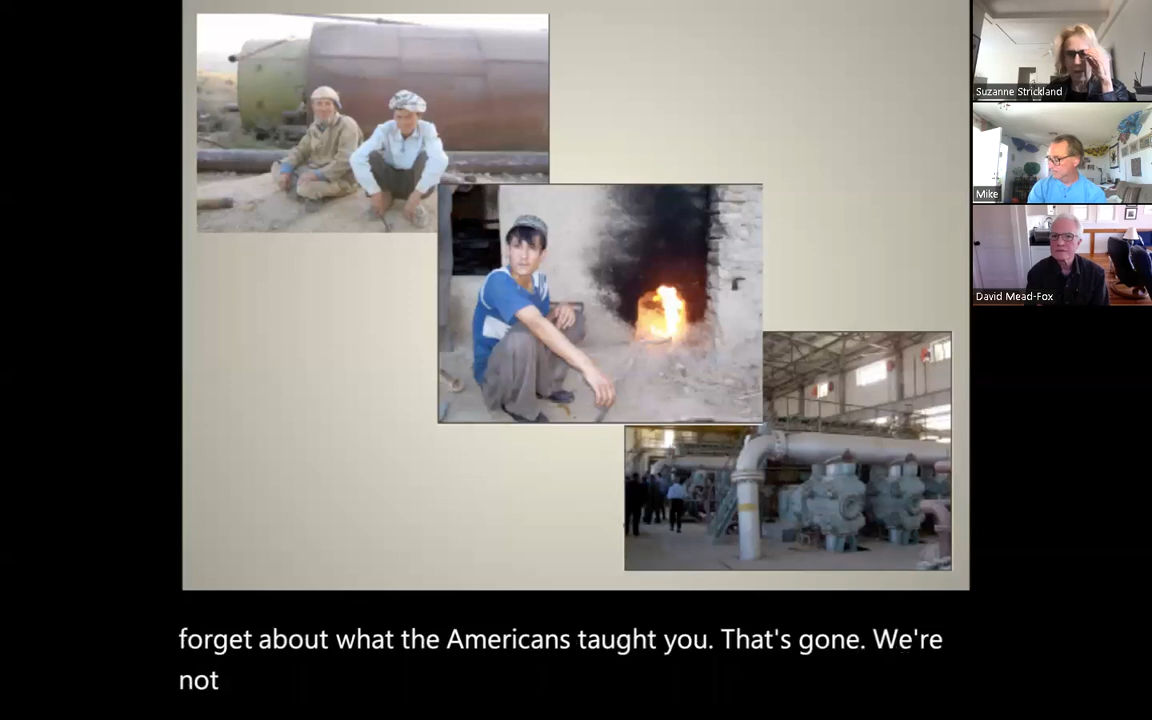 Suzanne Strickland
Mike
David Mead-Fox
forget about what the Americans taught you. That's gone. We're
not